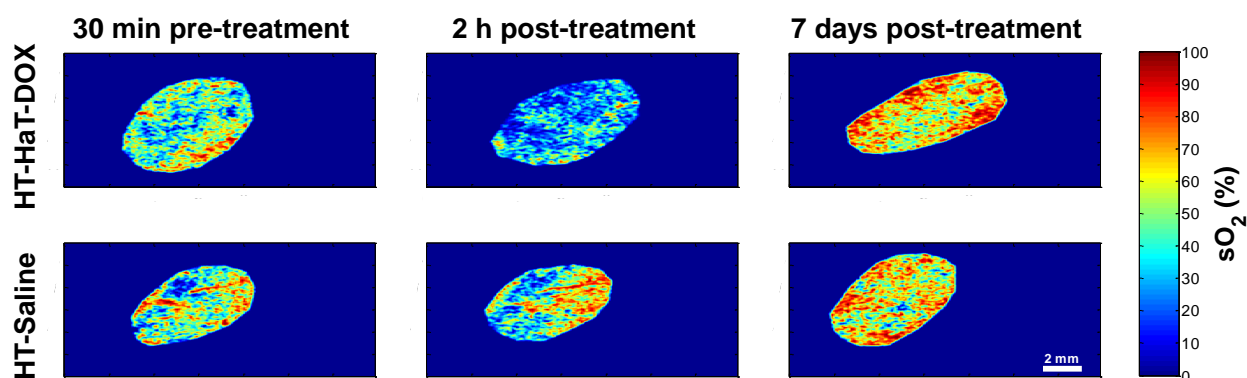 30 min pre-treatment
2 h post-treatment
7 days post-treatment
HT-HaT-DOX
HT-Saline
2 mm
100
90
80
70
60
50
40
30
20
10
0
sO2 (%)